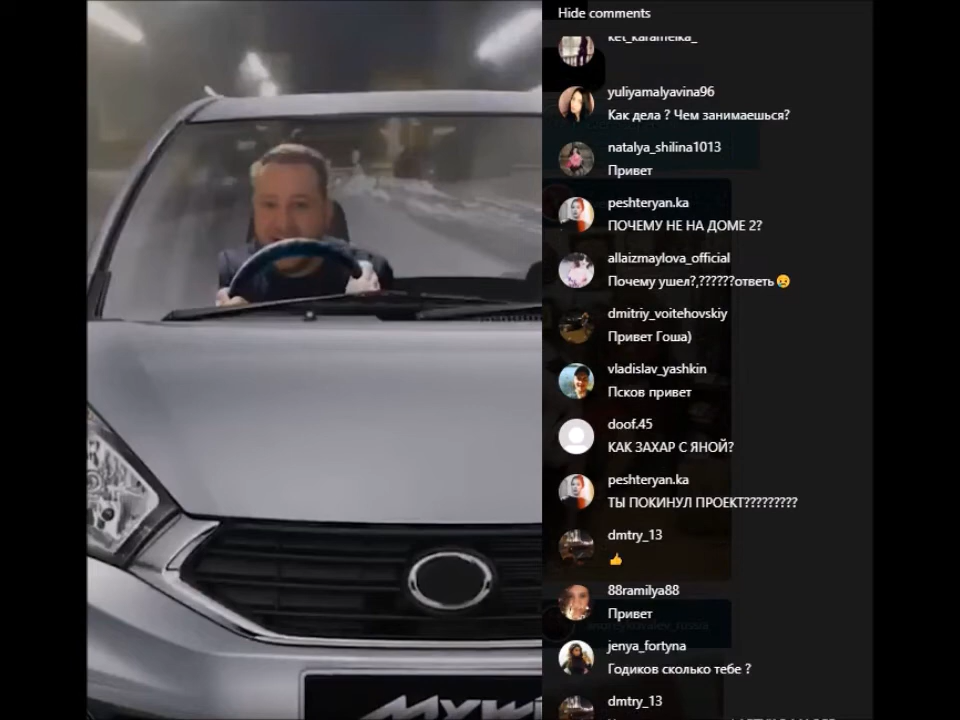 Hide comments
ket_karamelka_
yuliyamalyavina96
Как дела ? Чем занимаешься?
natalya_shilina1013
Привет
peshteryan.ka
ПОЧЕМУ НЕ НА ДОМЕ 2?
allaizmaylova_official
Почему ушел?,??????ответь😢
dmitriy_voitehovskiy
Привет Гоша)
vladislav_yashkin
Псков привет
doof.45
КАК ЗАХАР С ЯНОЙ?
peshteryan.ka
ТЫ ПОКИНУЛ ПРОЕКТ?????????
dmtry_13
👍
88ramilya88
Привет
jenya_fortyna
Годиков сколько тебе ?
dmtry_13